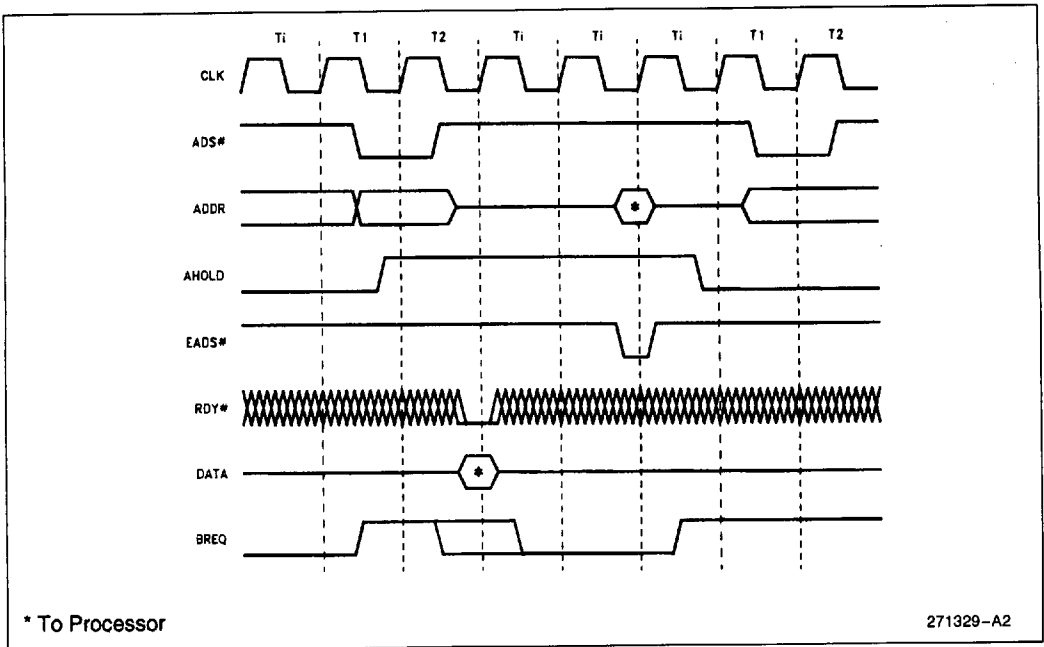 Ti T1 T2 Ti Ti Ti T1 T2
CLK
ADS#
ADDR
*
AHOLD
EADS#
RDY#
DATA
*
BREQ
* To Processor
271329-A2